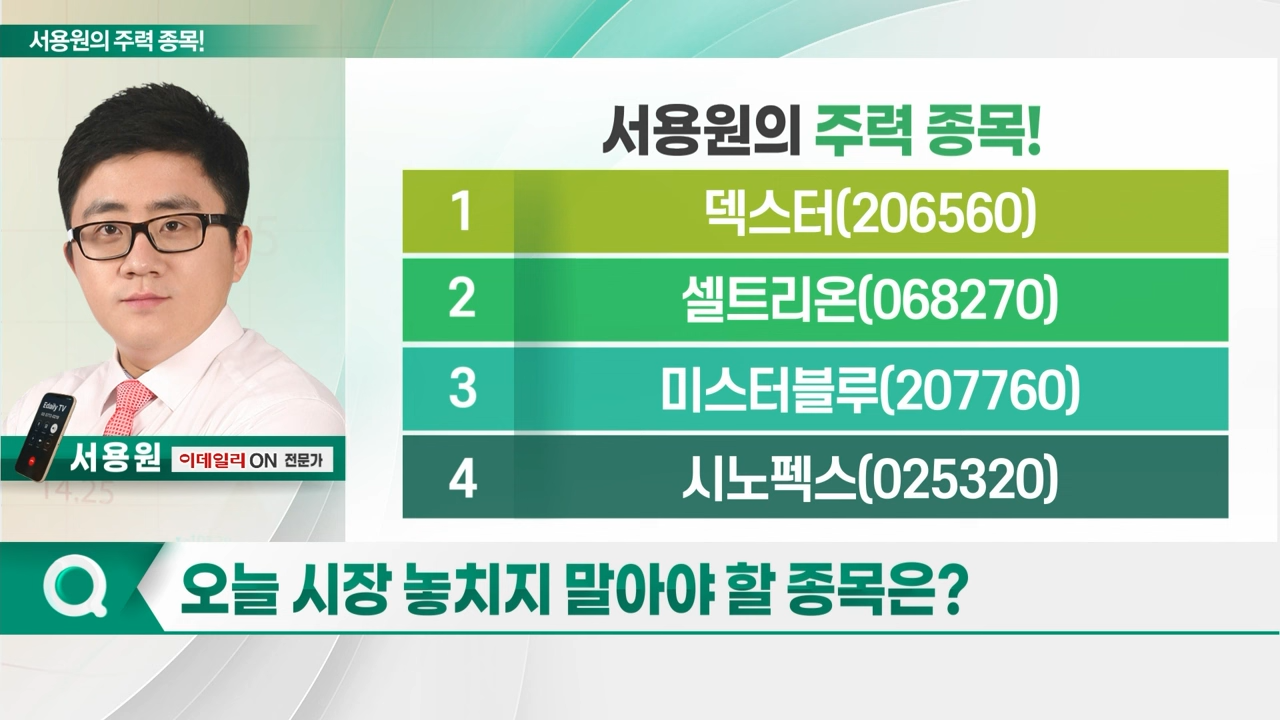 서용원의 주력 종목!
서용원의 주력 종목!
1 덱스터(206560)
2 셀트리온(068270)
3 미스터블루(207760)
4 시노펙스(025320)
Edaily TV
서용원 이데일리 ON 전문가
14.25
Q 오늘 시장 놓치지 말아야 할 종목은?